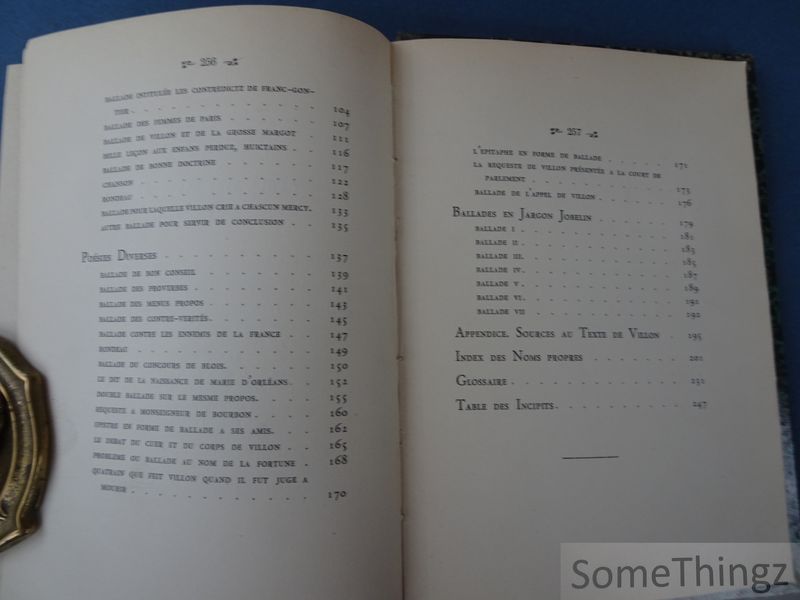 256
BALLADE INTITULÉE LES CONTREDICTZ DE FRANC-GON-
TIER . . . . . . . . . . . . 104
BALLADE DES FEMMES DE PARIS . . . . . . 107
BALLADE DE VILLON ET DE LA GROSSE MARGOT . 111
BELLE LEÇON AUX ENFANS PERDUZ, . . . . 116
BALLADE DE BONNE DOCTRINE . . . . . . 117
CHANSON . . . . . . . . . . . 122
RONDEAU . . . . . . . . . . . 128
BALLADE POUR LAQUELLE VILLON CRIE A CHASCUN MERCY. 133
AUTRE BALLADE POUR SERVIR DE CONCLUSION . . 135
POÉSIES DIVERSES . . . . . . . . . 137
BALLADE DE BON CONSEIL . . . . . . . 139
BALLADE DES PROVERBES . . . . . . . 141
BALLADE DES MENUS PROPOS . . . . . . 143
BALLADE DES CONTRE-VERITÉS . . . . . . 145
BALLADE CONTRE LES ENNEMIS DE LA FRANCE . . 147
RONDEAU . . . . . . . . . . . 149
BALLADE DU CONCOURS DE BLOIS . . . . . 150
LE DIT DE LA NAISSANCE DE MARIE D'ORLÉANS . . 152
DOUBLE BALLADE SUR LE MESME PROPOS . . . . 155
REQUESTE A MONSEIGNEUR DE BOURBON . . . . 160
EPISTRE EN FORME DE BALLADE A SES AMIS . . . 162
LE DEBAT DU CUER ET DU CORPS DE VILLON . . 165
PROBLÈME OU BALLADE AU NOM DE LA FORTUNE . 168
QUATRAIN QUE FEIT VILLON QUAND IL FUT JUGÉ A
MOURIR . . . . . . . . . . . 170
257
L'ÉPITAPHE EN FORME DE BALLADE . . . . . 171
LA REQUESTE DE VILLON PRÉSENTÉE A LA COURT DE
PARLEMENT . . . . . . . . . . 173
BALLADE DE L'APPEL DE VILLON . . . . . . 176
BALLADES EN JARGON JOBELIN . . . . . . 179
BALLADE I . . . . . . . . . . 181
BALLADE II . . . . . . . . . . 183
BALLADE III . . . . . . . . . . 185
BALLADE IV . . . . . . . . . . 187
BALLADE V . . . . . . . . . . 189
BALLADE VI . . . . . . . . . . 191
BALLADE VII . . . . . . . . . . 192
APPENDICE. SOURCES AU TEXTE DE VILLON . . 195
INDEX DES NOMS PROPRES . . . . . . . 201
GLOSSAIRE . . . . . . . . . . . 231
TABLE DES INCIPITS . . . . . . . . . 247
SomeThingz